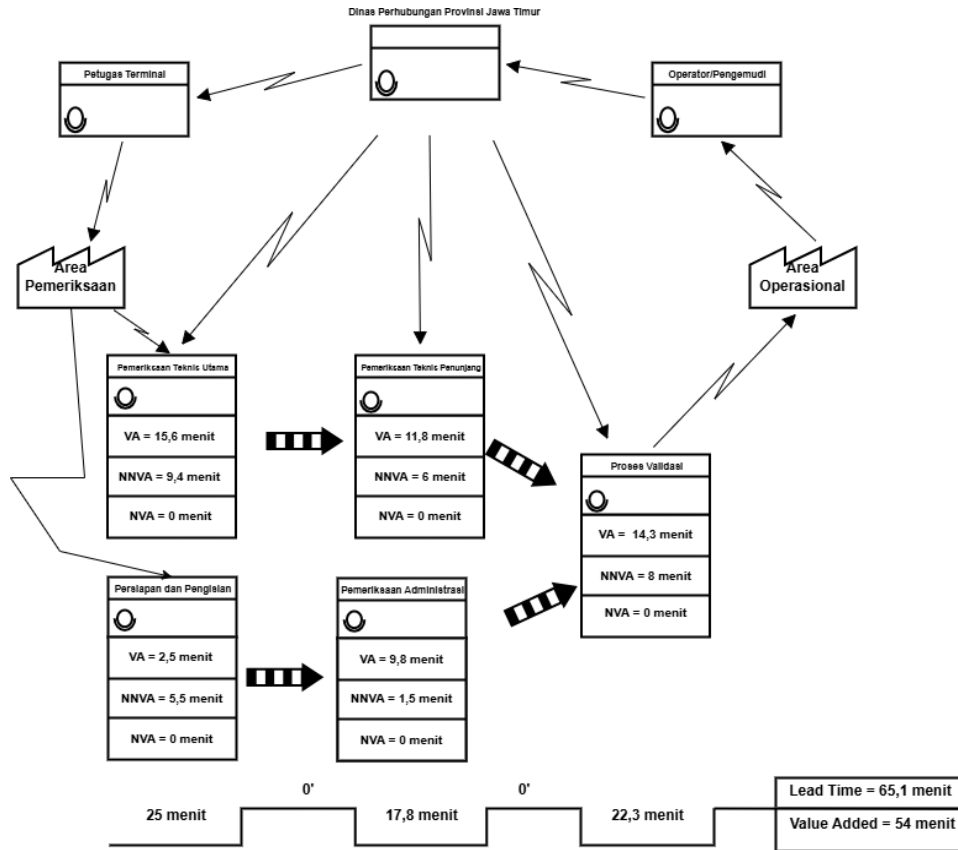 Dinas Perhubungan Provinsi Jawa Timur
Petugas Terminal
Operator/Pengemudi
Area
Pemeriksaan
Area
Operasional
Pemeriksaan Teknis Utama
VA = 15,6 menit
NNVA = 9,4 menit
NVA = 0 menit
Pemeriksaan Teknis Penunjang
VA = 11,8 menit
NNVA = 6 menit
NVA = 0 menit
Proses Validasi
VA = 14,3 menit
NNVA = 8 menit
NVA = 0 menit
Persiapan dan Pengisian
VA = 2,5 menit
NNVA = 5,5 menit
NVA = 0 menit
Pemeriksaan Administrasi
VA = 9,8 menit
NNVA = 1,5 menit
NVA = 0 menit
25 menit
0'
17,8 menit
0'
22,3 menit
Lead Time = 65,1 menit
Value Added = 54 menit